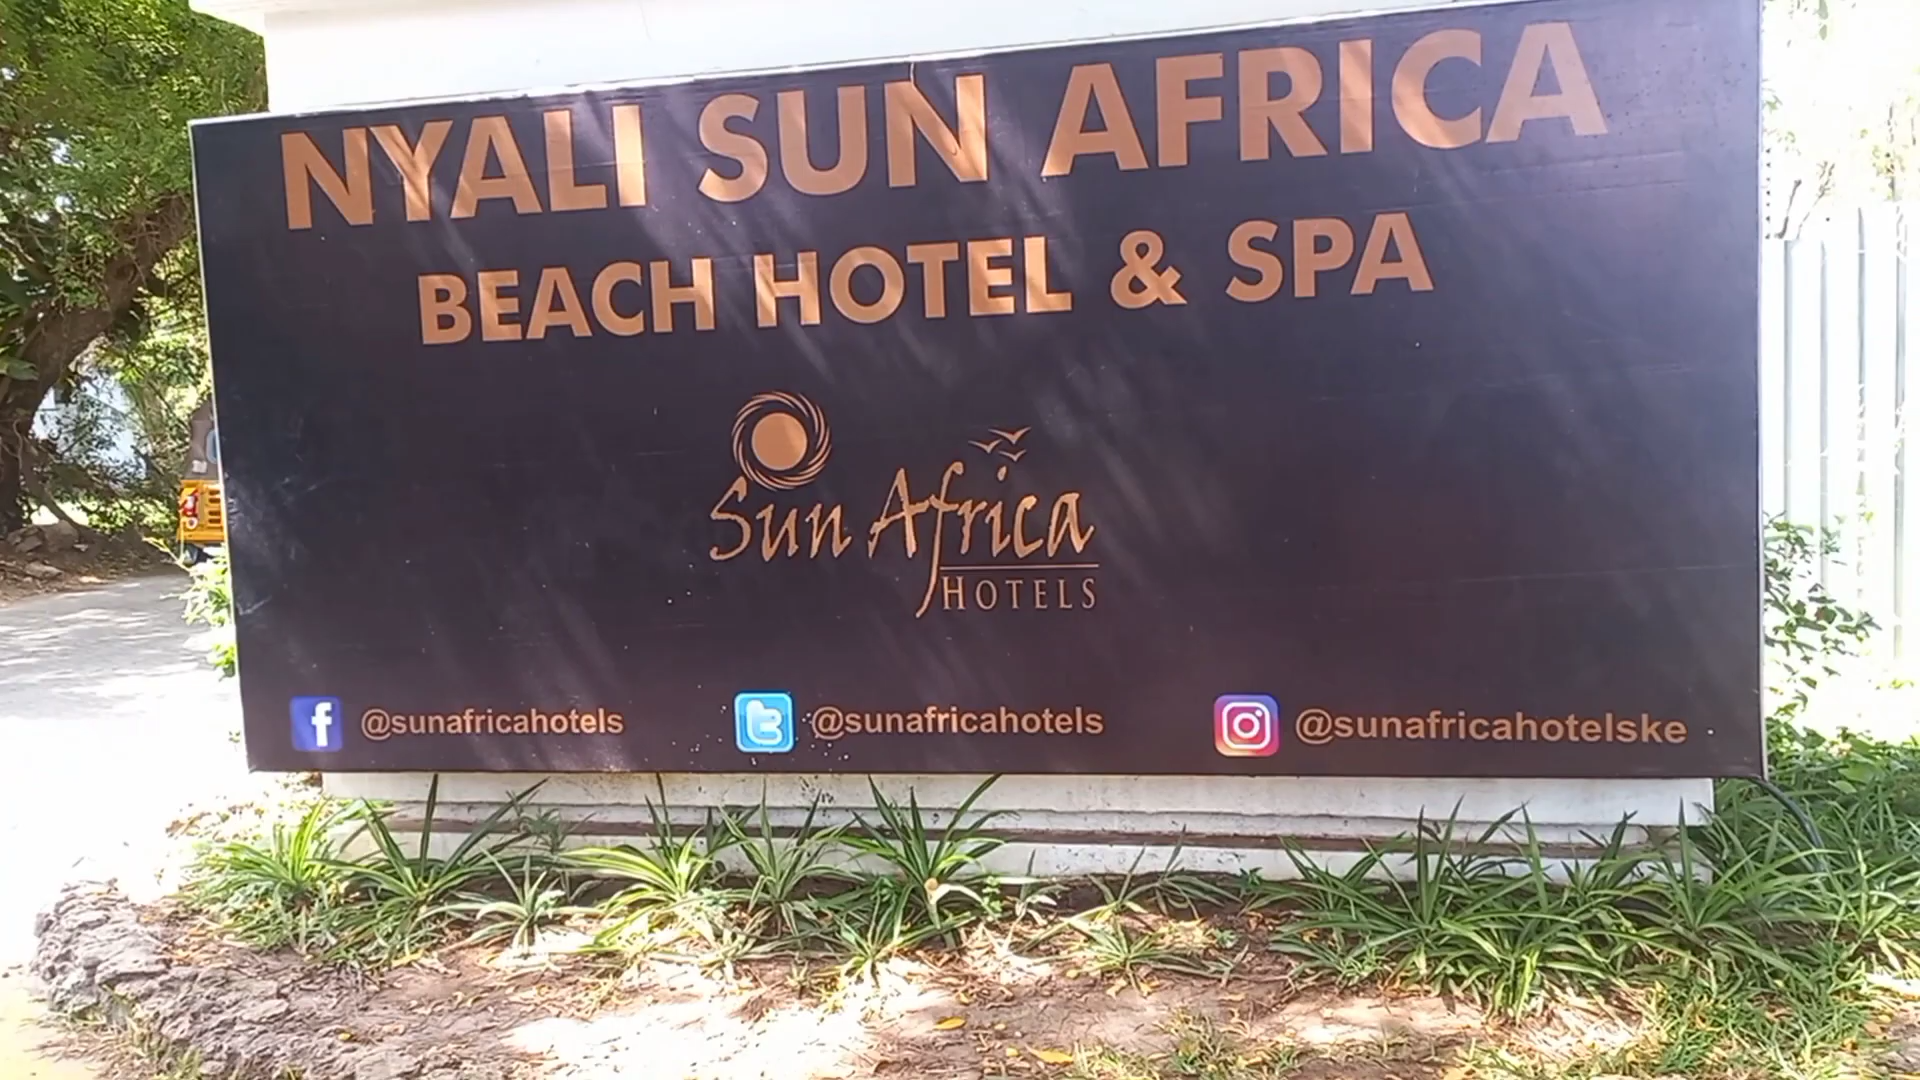 NYALI SUN AFRICA
BEACH HOTEL & SPA
Sun Africa
HOTELS
@sunafricahotels @sunafricahotels @sunafricahotelske